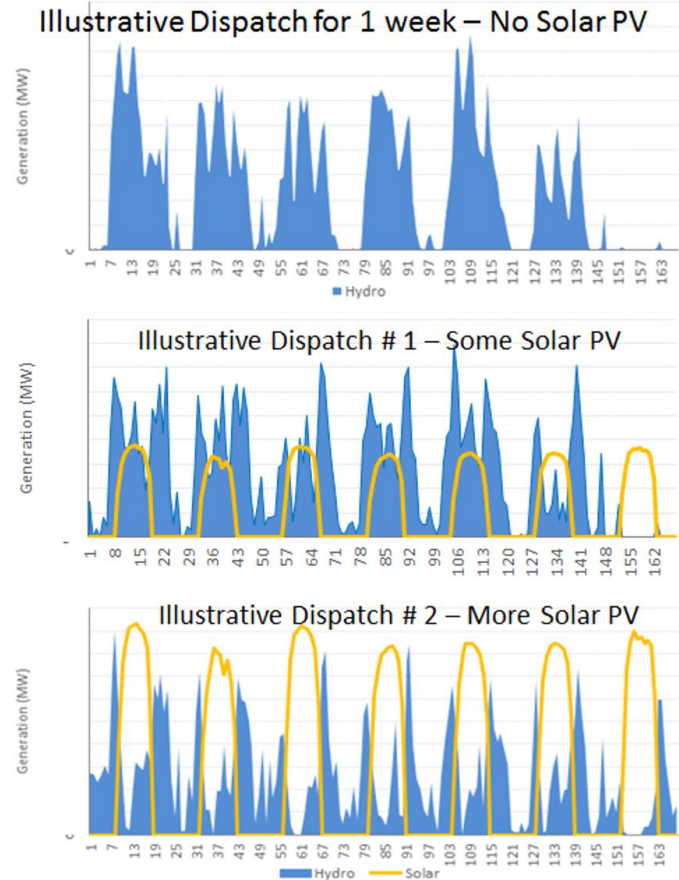 Illustrative Dispatch for 1 week – No Solar PV
Generation (MW)
1 7 13 19 25 31 37 43 49 55 61 67 73 79 85 91 97 103 109 115 121 127 133 139 145 151 157 163
Hydro
Illustrative Dispatch # 1 – Some Solar PV
Generation (MW)
-
1 8 15 22 29 36 43 50 57 64 71 78 85 92 99 106 113 120 127 134 141 148 155 162
Illustrative Dispatch # 2 – More Solar PV
Generation (MW)
1 7 13 19 25 31 37 43 49 55 61 67 73 79 85 91 97 103 109 115 121 127 133 139 145 151 157 163
Hydro Solar